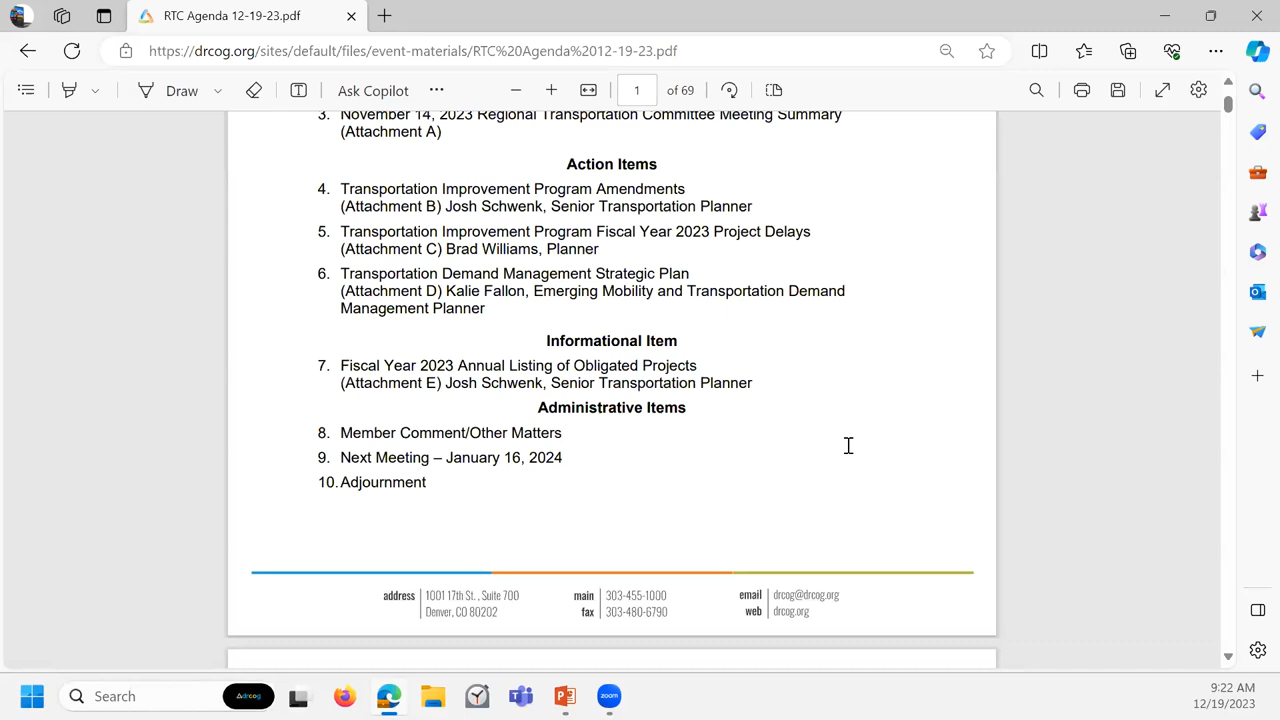 RTC Agenda 12-19-23.pdf
https://drcog.org/sites/default/files/event-materials/RTC%20Agenda%2012-19-23.pdf
Draw
Ask Copilot
1
of 69
3. November 14, 2023 Regional Transportation Committee Meeting Summary
(Attachment A)
Action Items
4. Transportation Improvement Program Amendments
(Attachment B) Josh Schwenk, Senior Transportation Planner
5. Transportation Improvement Program Fiscal Year 2023 Project Delays
(Attachment C) Brad Williams, Planner
6. Transportation Demand Management Strategic Plan
(Attachment D) Kalie Fallon, Emerging Mobility and Transportation Demand
Management Planner
Informational Item
7. Fiscal Year 2023 Annual Listing of Obligated Projects
(Attachment E) Josh Schwenk, Senior Transportation Planner
Administrative Items
8. Member Comment/Other Matters
9. Next Meeting – January 16, 2024
10. Adjournment
address 1001 17th St., Suite 700
Denver, CO 80202
main 303-455-1000
fax 303-480-6790
email drcog@drcog.org
web drcog.org
Search
drcog
zoom
9:22 AM
12/19/2023